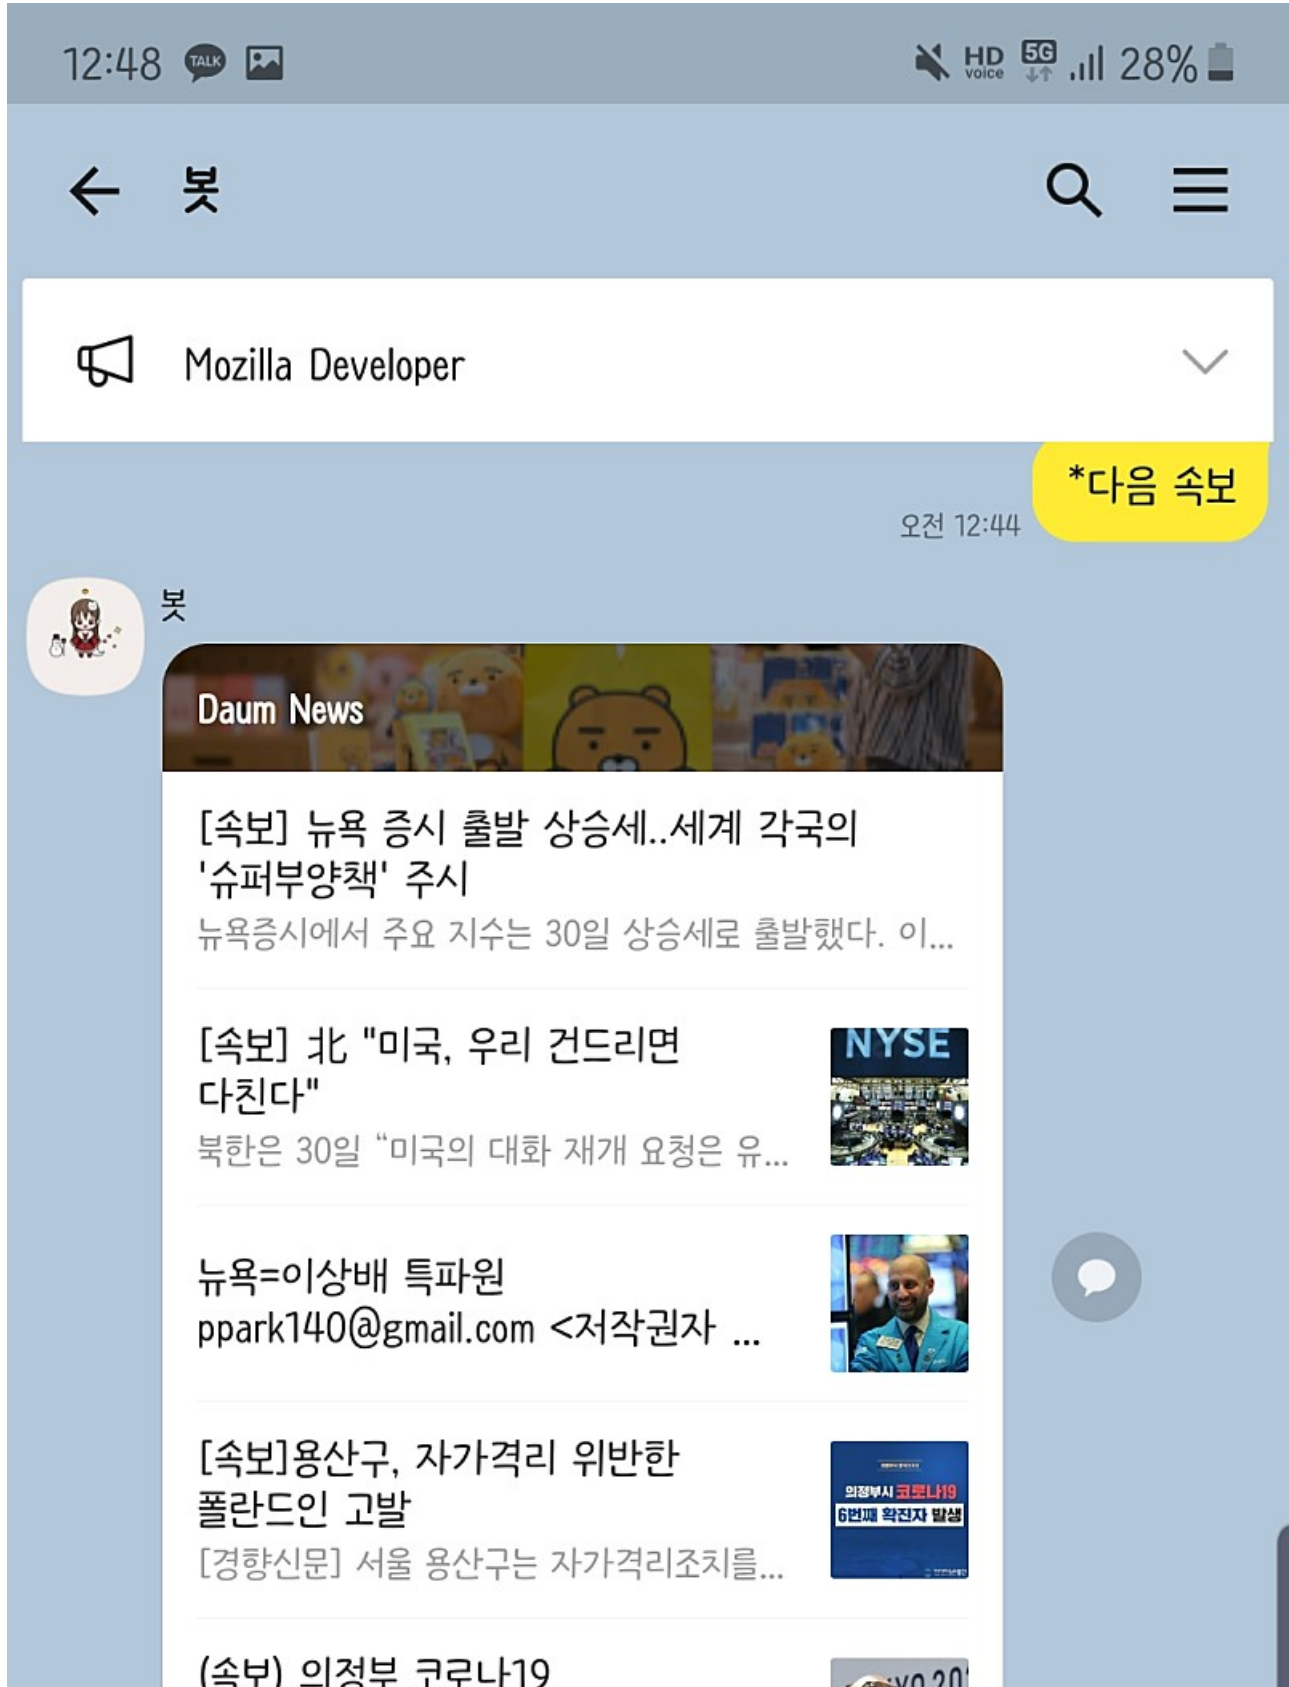 12:48 TALK HD voice 5G 28%
봇
Mozilla Developer
*다음 속보
오전 12:44
봇
Daum News
[속보] 뉴욕 증시 출발 상승세..세계 각국의
'슈퍼부양책' 주시
뉴욕증시에서 주요 지수는 30일 상승세로 출발했다. 이...
[속보] 北 "미국, 우리 건드리면
다친다"
북한은 30일 “미국의 대화 재개 요청은 유...
NYSE
뉴욕=이상배 특파원
ppark140@gmail.com <저작권자 ...
[속보]용산구, 자가격리 위반한
폴란드인 고발
[경향신문] 서울 용산구는 자가격리조치를...
의정부시 코로나19
6번째 확진자 발생
(속보) 의정부 코로나19